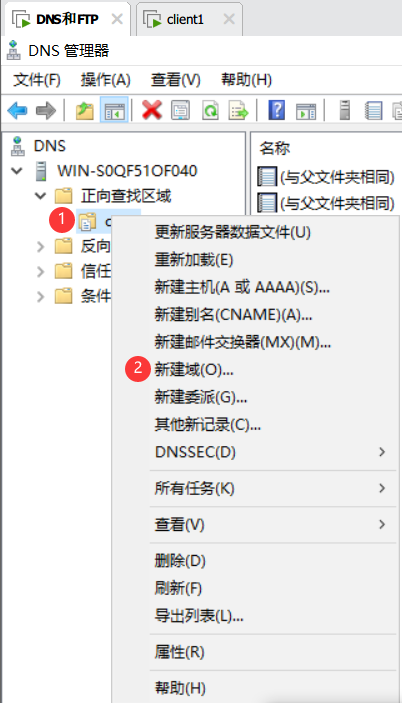 DNS和FTP
client1
DNS 管理器
文件(F) 操作(A) 查看(V) 帮助(H)
DNS
WIN-S0QF51OF040
正向查找区域
1 c
反向
信任
条件
名称
(与父文件夹相同)
(与父文件夹相同)
更新服务器数据文件(U)
重新加载(E)
新建主机(A 或 AAAA)(S)...
新建别名(CNAME)(A)...
新建邮件交换器(MX)(M)...
2 新建域(O)...
新建委派(G)...
其他新记录(C)...
DNSSEC(D)
所有任务(K)
查看(V)
删除(D)
刷新(F)
导出列表(L)...
属性(R)
帮助(H)